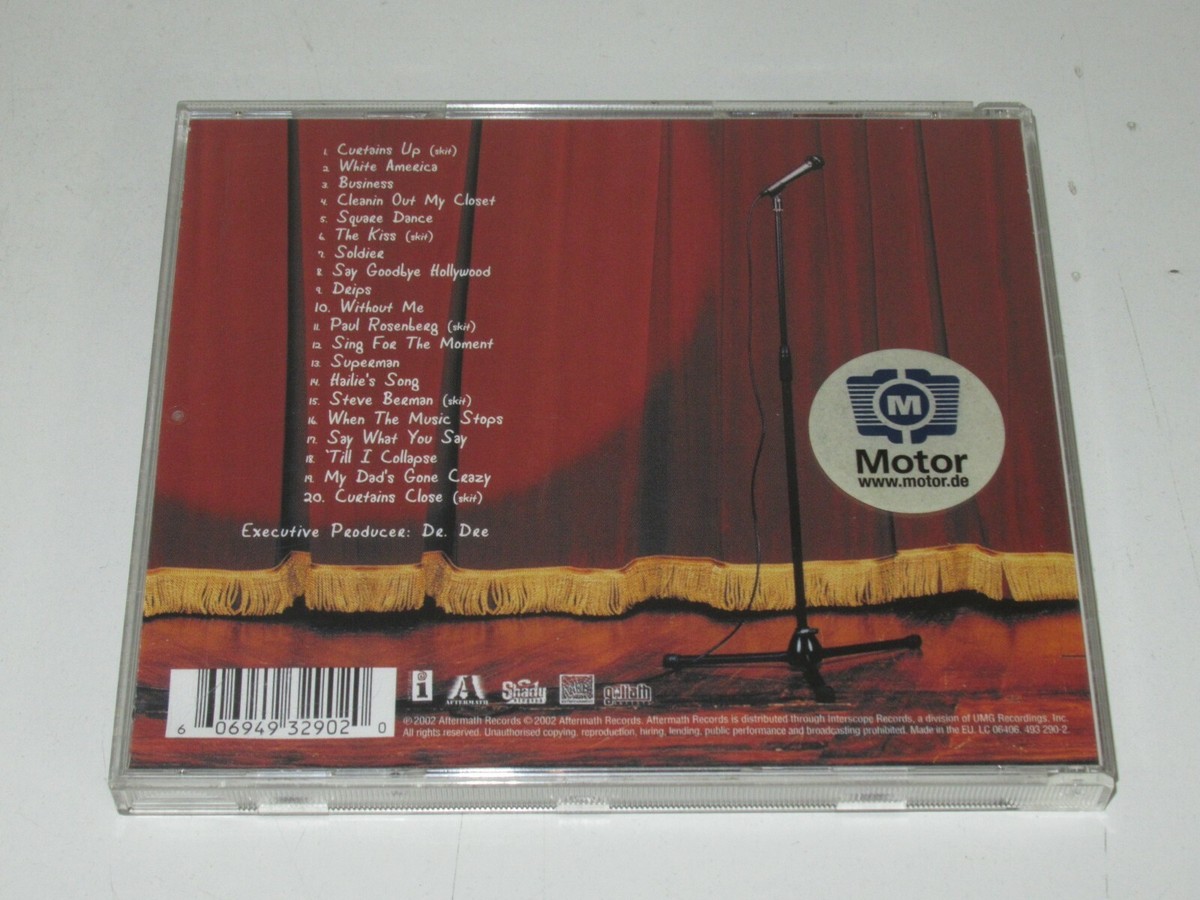 1. Curtains Up (skit)
2. White America
3. Business
4. Cleanin Out My Closet
5. Square Dance
6. The Kiss (skit)
7. Soldier
8. Say Goodbye Hollywood
9. Drips
10. Without Me
11. Paul Rosenberg (skit)
12. Sing For The Moment
13. Superman
14. Hailie's Song
15. Steve Berman (skit)
16. When The Music Stops
17. Say What You Say
18. 'Till I Collapse
19. My Dad's Gone Crazy
20. Curtains Close (skit)
Executive Producer: Dr. Dre
M
Motor
www.motor.de
6 06949 32902 0
i
AFTERMATH
Shady
goliath
℗ 2002 Aftermath Records © 2002 Aftermath Records. Aftermath Records is distributed through Interscope Records, a division of UMG Recordings, Inc.
All rights reserved. Unauthorised copying, reproduction, hiring, lending, public performance and broadcasting prohibited. Made in the EU. LC 06406. 493 290-2.